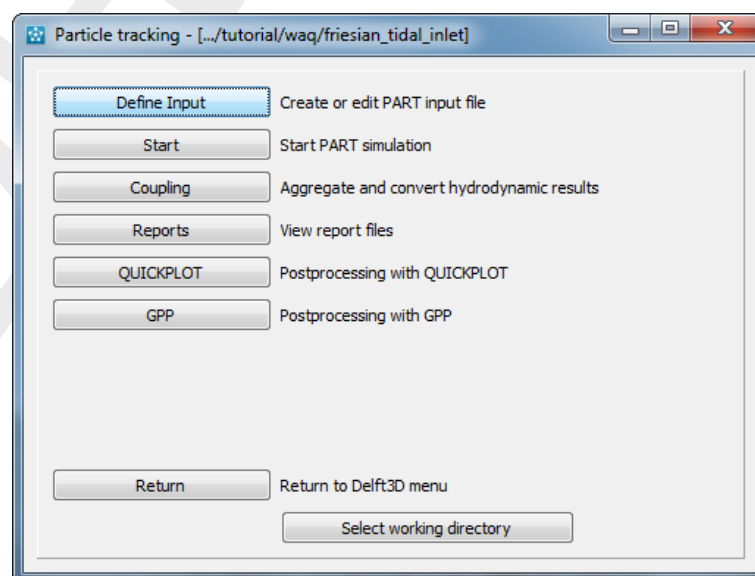 Particle tracking - [.../tutorial/waq/friesian_tidal_inlet]
Define Input Create or edit PART input file
Start Start PART simulation
Coupling Aggregate and convert hydrodynamic results
Reports View report files
QUICKPLOT Postprocessing with QUICKPLOT
GPP Postprocessing with GPP
Return Return to Delft3D menu
Select working directory